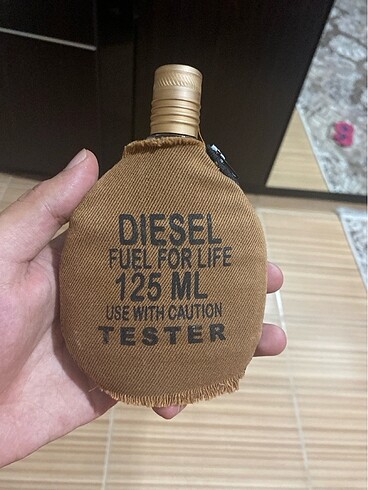 DIESEL
FUEL FOR LIFE
125 ML
USE WITH CAUTION
TESTER